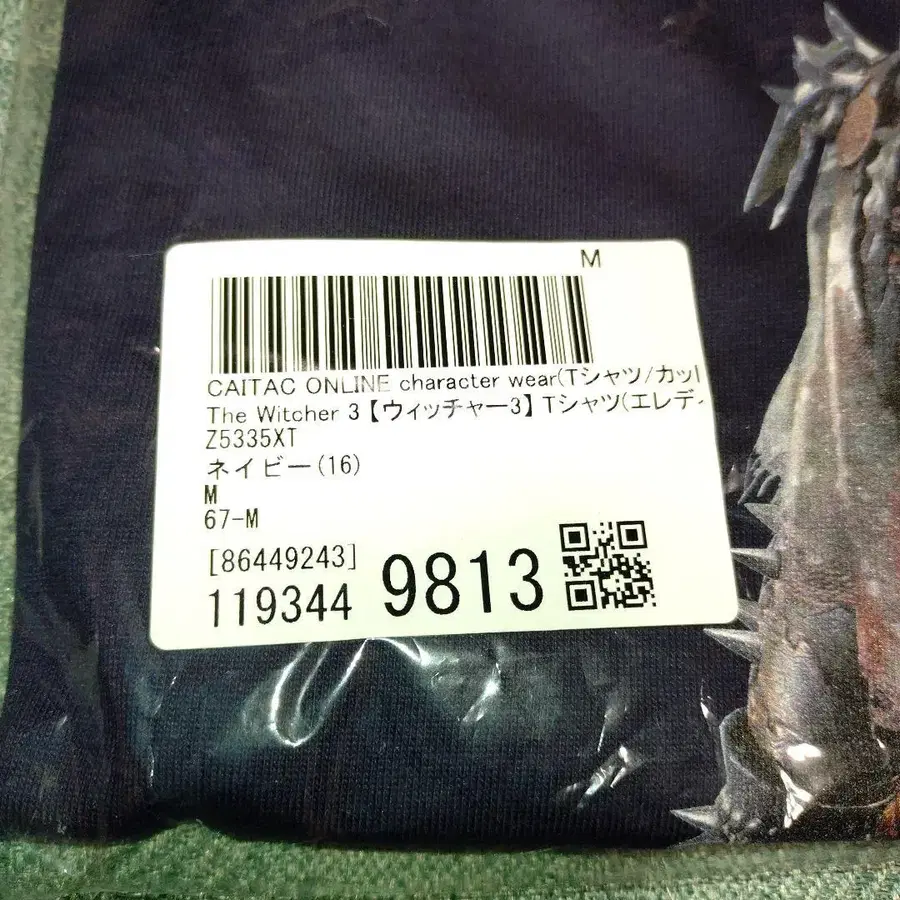 M
CAITAC ONLINE character wear(Tシャツ/カッ
The Witcher 3【ウィッチャー3】Tシャツ(エレデ
Z5335XT
ネイビー(16)
M
67-M
[86449243]
119344 9813